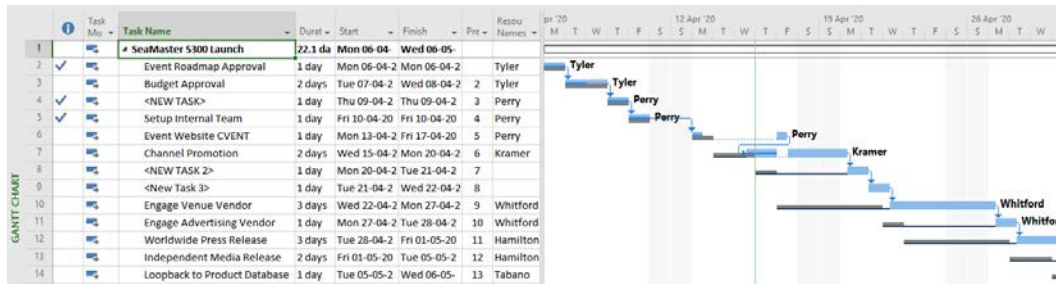 pr '20 12 Apr '20 19 Apr '20 26 Apr '20
Task Mo Task Name Durat Start Finish Pre Resou Names M T W T F S S M T W T F S S M T W T F S S M T W
1 SeaMaster 5300 Launch 22.1 da Mon 06-04- Wed 06-05-
2 Event Roadmap Approval 1 day Mon 06-04-2 Mon 06-04-2 Tyler Tyler
3 Budget Approval 2 days Tue 07-04-2 Wed 08-04-2 2 Tyler Tyler
4 <NEW TASK> 1 day Thu 09-04-2 Thu 09-04-2 3 Perry Perry
5 Setup Internal Team 1 day Fri 10-04-20 Fri 10-04-20 4 Perry Perry
6 Event Website CVENT 1 day Mon 13-04-2 Fri 17-04-20 5 Perry Perry
7 Channel Promotion 2 days Wed 15-04-2 Mon 20-04-2 6 Kramer Kramer
8 <NEW TASK 2> 1 day Mon 20-04-2 Tue 21-04-2 7
9 <New Task 3> 1 day Tue 21-04-2 Wed 22-04-2 8
10 Engage Venue Vendor 3 days Wed 22-04-2 Mon 27-04-2 9 Whitford Whitford
11 Engage Advertising Vendor 1 day Mon 27-04-2 Tue 28-04-2 10 Whitford Whitfo
12 Worldwide Press Release 3 days Tue 28-04-2 Fri 01-05-20 11 Hamilton
13 Independent Media Release 2 days Fri 01-05-20 Tue 05-05-2 12 Hamilton
14 Loopback to Product Database 1 day Tue 05-05-2 Wed 06-05- 13 Tabano
GANTT CHART